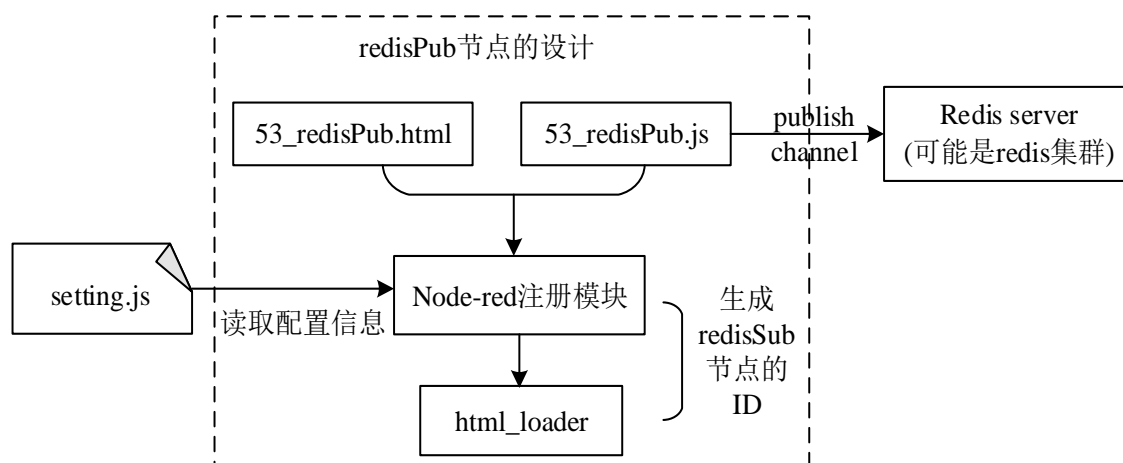 redisPub节点的设计
53_redisPub.html
53_redisPub.js
publish
channel
Redis server
(可能是redis集群)
setting.js
读取配置信息
Node-red注册模块
html_loader
生成
redisSub
节点的
ID